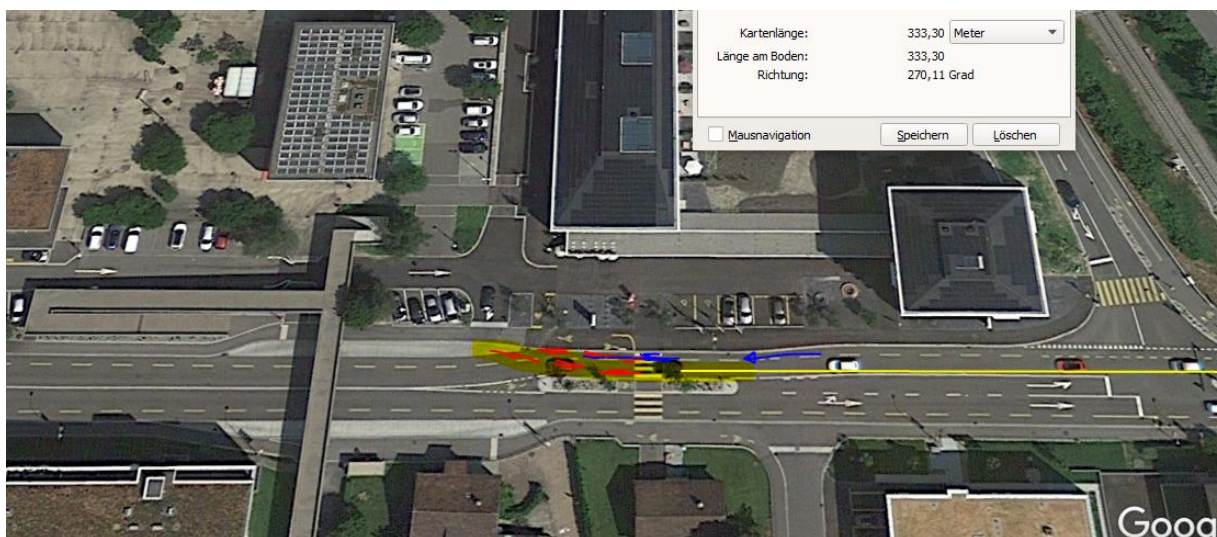 Kartenlänge: 333,30 Meter
Länge am Boden: 333,30
Richtung: 270,11 Grad
Mausnavigation Speichern Löschen
Goog